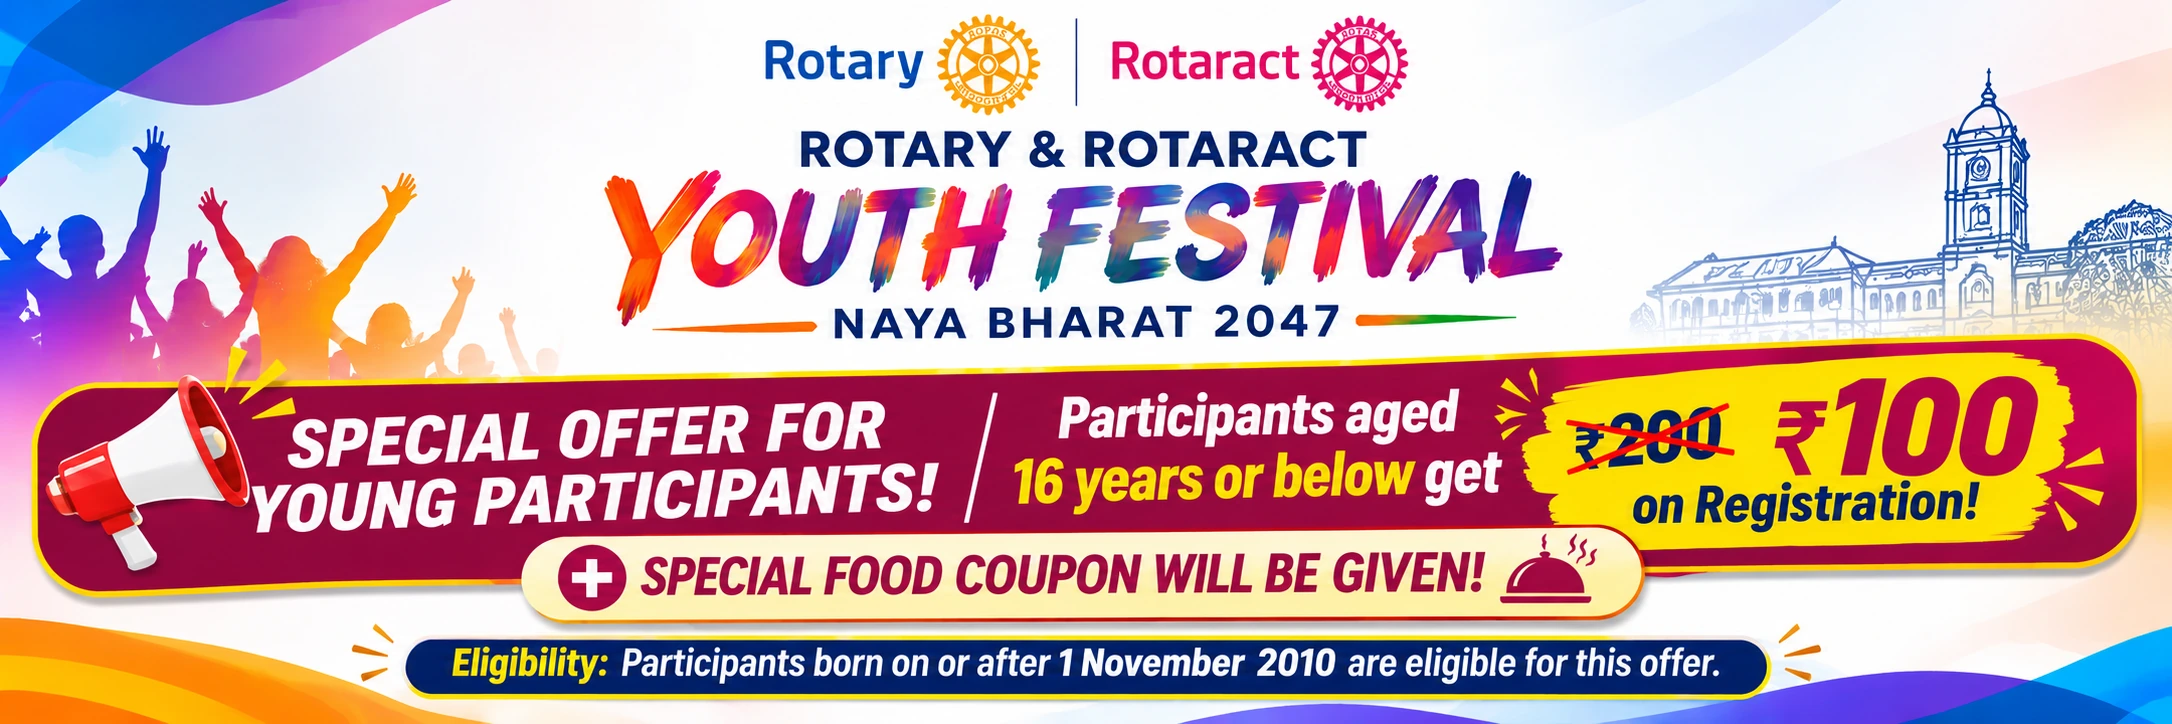 Rotary
Rotaract
ROTARY & ROTARACT
YOUTH FESTIVAL
NAYA BHARAT 2047
SPECIAL OFFER FOR
YOUNG PARTICIPANTS!
Participants aged
16 years or below get
₹200 ₹100
on Registration!
SPECIAL FOOD COUPON WILL BE GIVEN!
Eligibility: Participants born on or after 1 November 2010 are eligible for this offer.